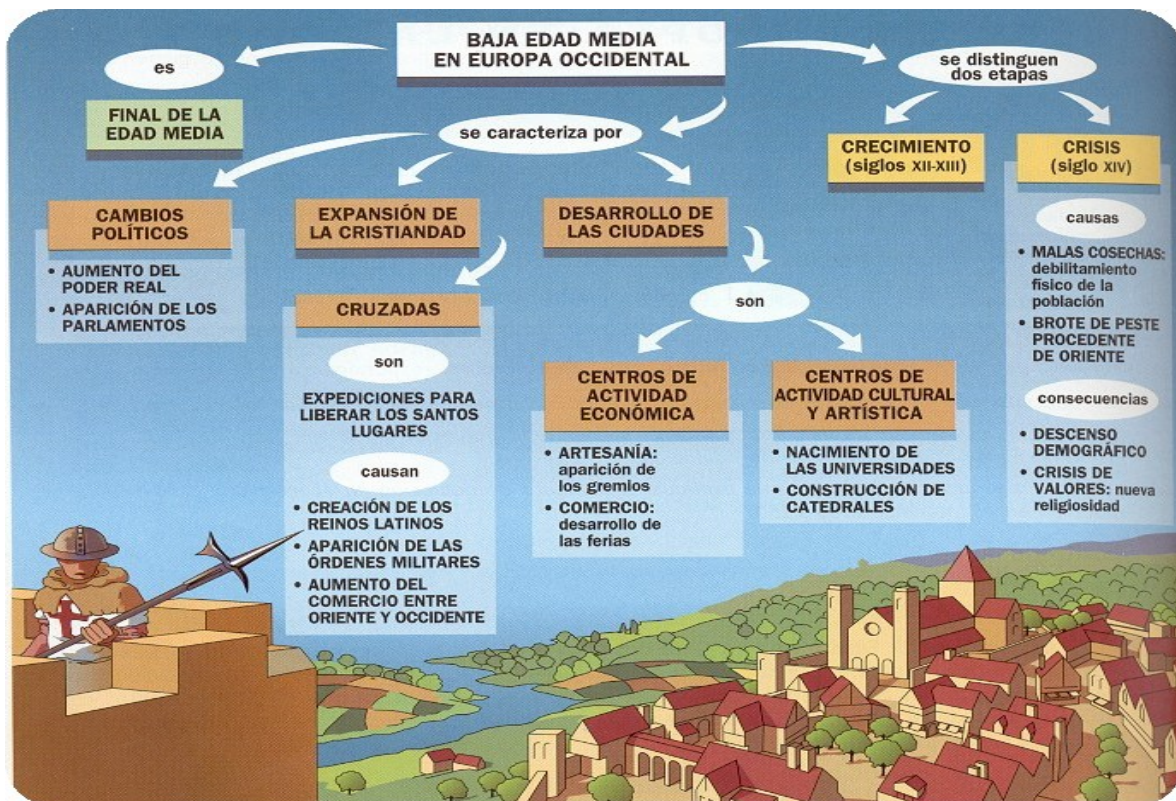 BAJA EDAD MEDIA
EN EUROPA OCCIDENTAL
es
FINAL DE LA
EDAD MEDIA
se caracteriza por
CAMBIOS
POLÍTICOS
• AUMENTO DEL
PODER REAL
• APARICIÓN DE LOS
PARLAMENTOS
EXPANSIÓN DE
LA CRISTIANDAD
CRUZADAS
son
EXPEDICIONES PARA
LIBERAR LOS SANTOS
LUGARES
causan
• CREACIÓN DE LOS
REINOS LATINOS
• APARICIÓN DE LAS
ÓRDENES MILITARES
• AUMENTO DEL
COMERCIO ENTRE
ORIENTE Y OCCIDENTE
DESARROLLO DE
LAS CIUDADES
son
CENTROS DE
ACTIVIDAD
ECONÓMICA
• ARTESANÍA:
aparición de
los gremios
• COMERCIO:
desarrollo de
las ferias
CENTROS DE
ACTIVIDAD CULTURAL
Y ARTÍSTICA
• NACIMIENTO DE
LAS UNIVERSIDADES
• CONSTRUCCIÓN DE
CATEDRALES
se distinguen
dos etapas
CRECIMIENTO
(siglos XII-XIII)
CRISIS
(siglo XIV)
causas
• MALAS COSECHAS:
debilitamiento
físico de la
población
• BROTE DE PESTE
PROCEDENTE
DE ORIENTE
consecuencias
• DESCENSO
DEMOGRÁFICO
• CRISIS DE
VALORES: nueva
religiosidad